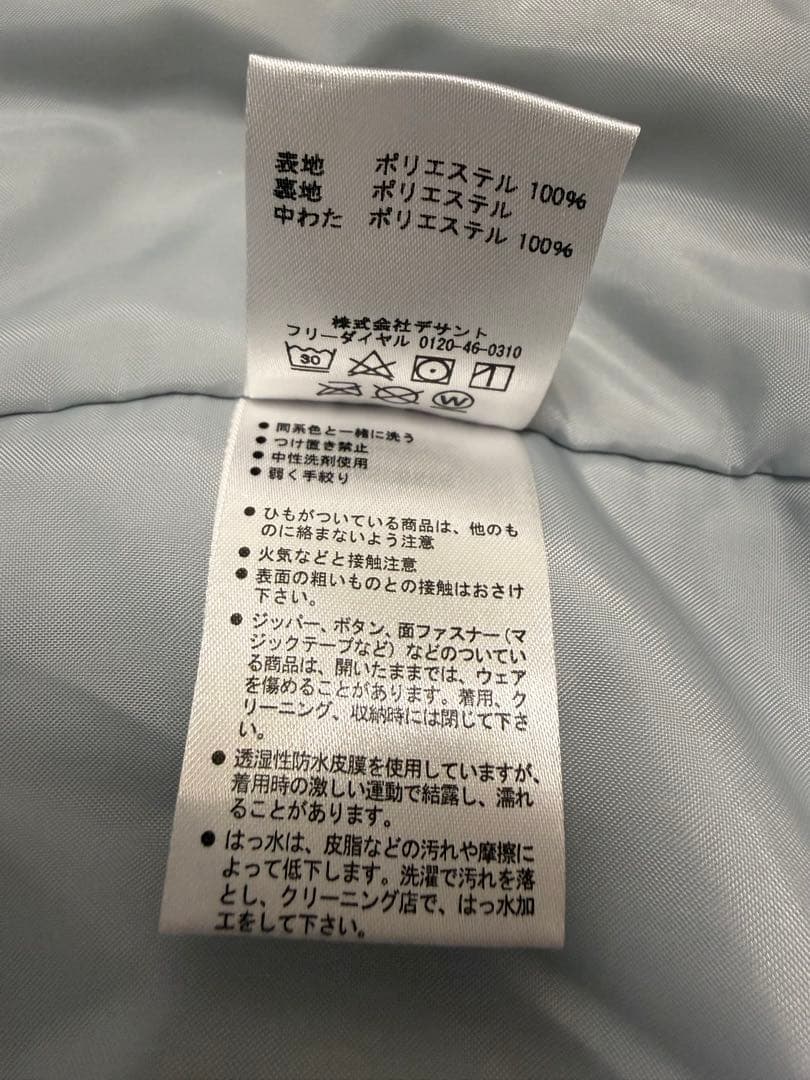 表地 ポリエステル 100%
裏地 ポリエステル
中わた ポリエステル 100%
株式会社デサント
フリーダイヤル 0120-46-0310
30
W
● 同系色と一緒に洗う
● つけ置き禁止
● 中性洗剤使用
● 弱く手絞り
● ひもがついている商品は、他のも
のに絡まないよう注意
● 火気などと接触注意
● 表面の粗いものとの接触はおさけ
下さい。
● ジッパー、ボタン、面ファスナー(マ
ジックテープなど)などのついてい
る商品は、開いたままでは、ウェア
を傷めることがあります。着用、ク
リーニング、収納時には閉じて下さ
い。
● 透湿性防水皮膜を使用していますが、
着用時の激しい運動で結露し、濡れ
ることがあります。
● はっ水は、皮脂などの汚れや摩擦に
よって低下します。洗濯で汚れを落
とし、クリーニング店で、はっ水加
工をして下さい。